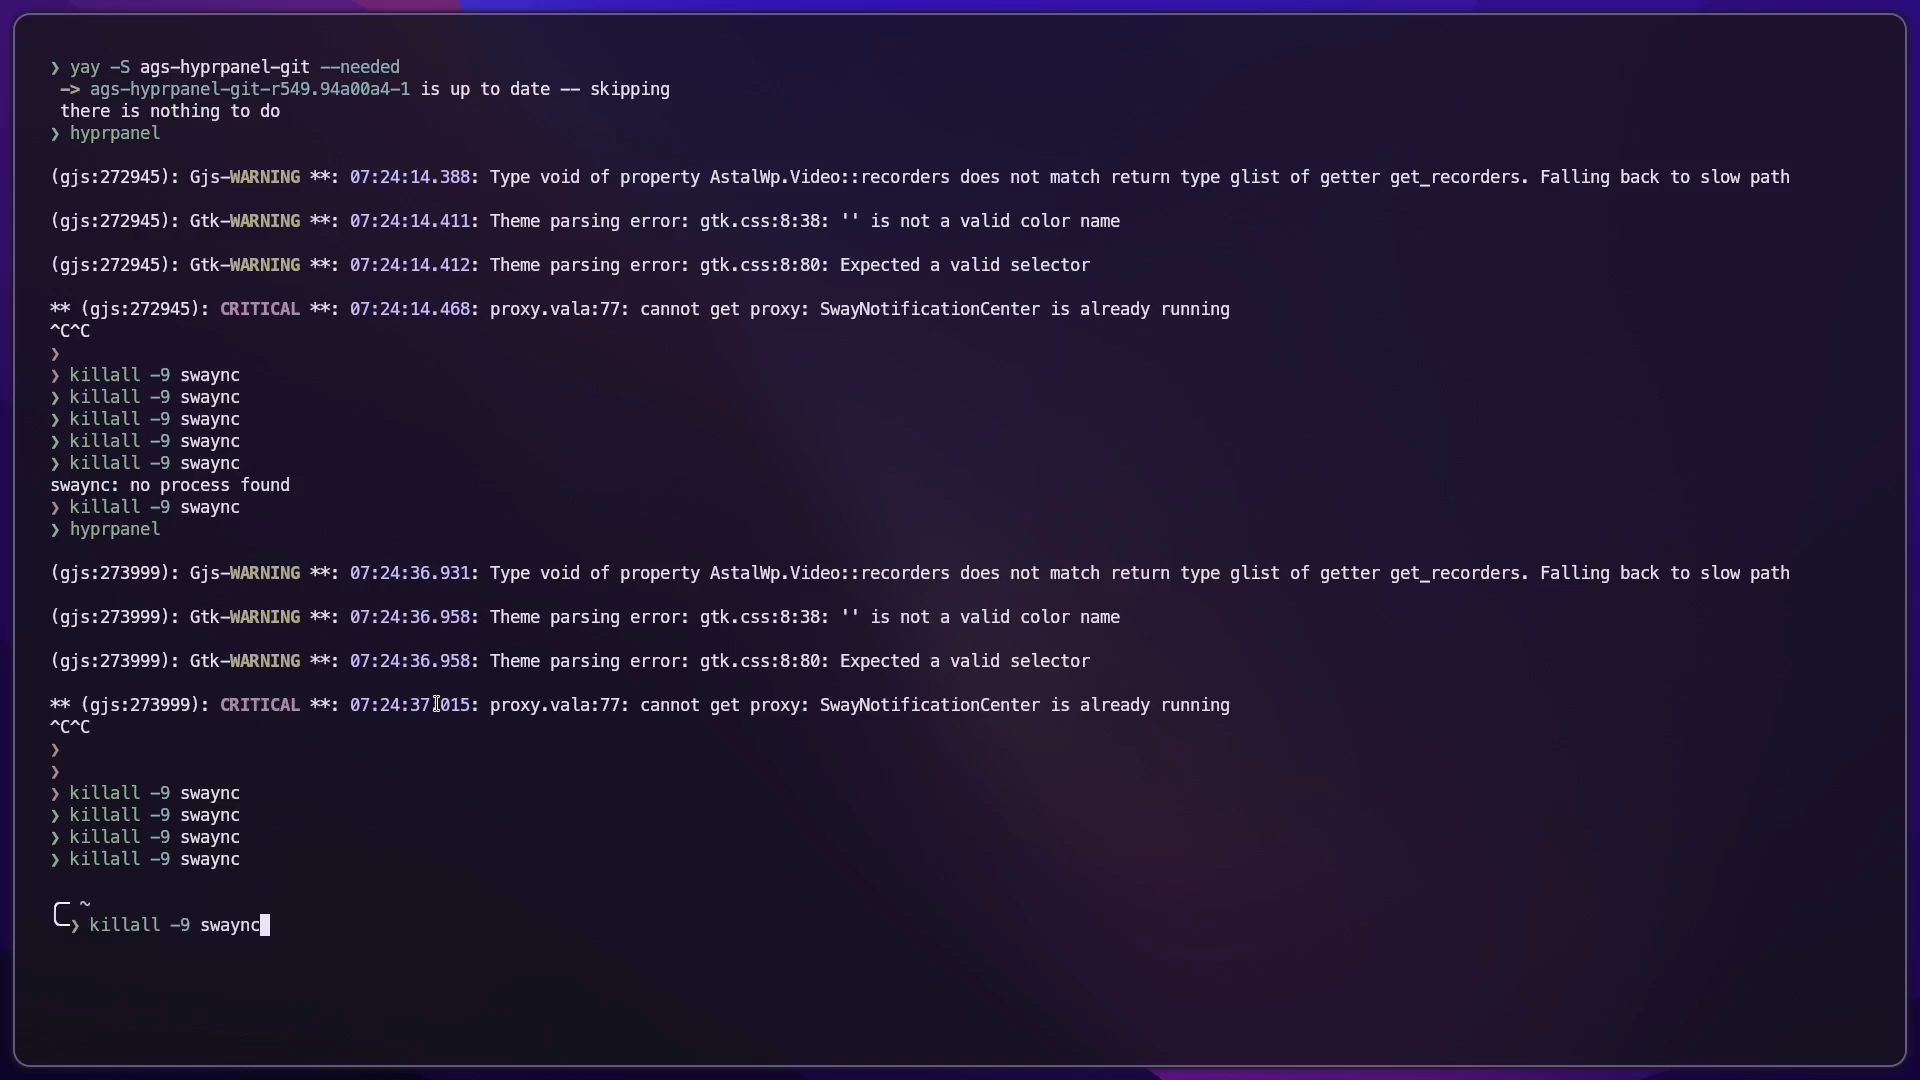 ❯ yay -S ags-hyprpanel-git --needed
 -> ags-hyprpanel-git-r549.94a00a4-1 is up to date -- skipping
 there is nothing to do
❯ hyprpanel
(gjs:272945): Gjs-WARNING **: 07:24:14.388: Type void of property AstalWp.Video::recorders does not match return type glist of getter get_recorders. Falling back to slow path
(gjs:272945): Gtk-WARNING **: 07:24:14.411: Theme parsing error: gtk.css:8:38: '' is not a valid color name
(gjs:272945): Gtk-WARNING **: 07:24:14.412: Theme parsing error: gtk.css:8:80: Expected a valid selector
** (gjs:272945): CRITICAL **: 07:24:14.468: proxy.vala:77: cannot get proxy: SwayNotificationCenter is already running
^C^C
❯
❯ killall -9 swaync
❯ killall -9 swaync
❯ killall -9 swaync
❯ killall -9 swaync
❯ killall -9 swaync
swaync: no process found
❯ killall -9 swaync
❯ hyprpanel
(gjs:273999): Gjs-WARNING **: 07:24:36.931: Type void of property AstalWp.Video::recorders does not match return type glist of getter get_recorders. Falling back to slow path
(gjs:273999): Gtk-WARNING **: 07:24:36.958: Theme parsing error: gtk.css:8:38: '' is not a valid color name
(gjs:273999): Gtk-WARNING **: 07:24:36.958: Theme parsing error: gtk.css:8:80: Expected a valid selector
** (gjs:273999): CRITICAL **: 07:24:37.015: proxy.vala:77: cannot get proxy: SwayNotificationCenter is already running
^C^C
❯
❯
❯ killall -9 swaync
❯ killall -9 swaync
❯ killall -9 swaync
❯ killall -9 swaync
~
❯ killall -9 swaync